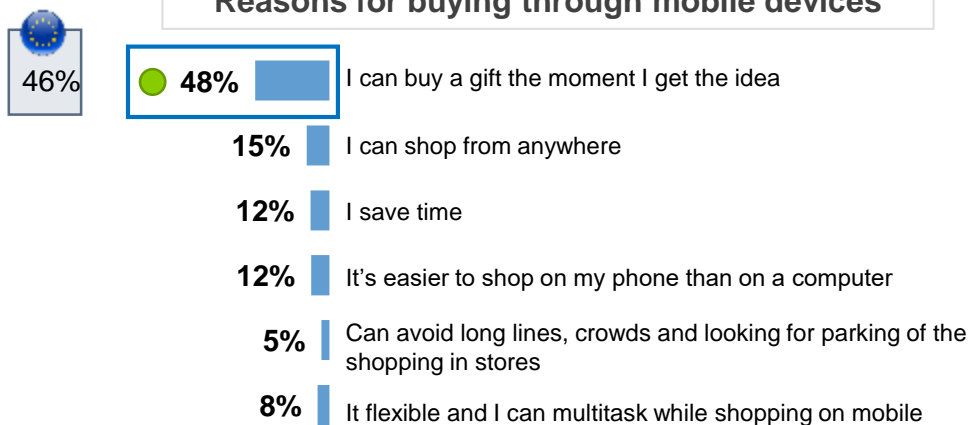 Reasons for buying through mobile devices
46%
48% I can buy a gift the moment I get the idea
15% I can shop from anywhere
12% I save time
12% It’s easier to shop on my phone than on a computer
5% Can avoid long lines, crowds and looking for parking of the
shopping in stores
8% It flexible and I can multitask while shopping on mobile